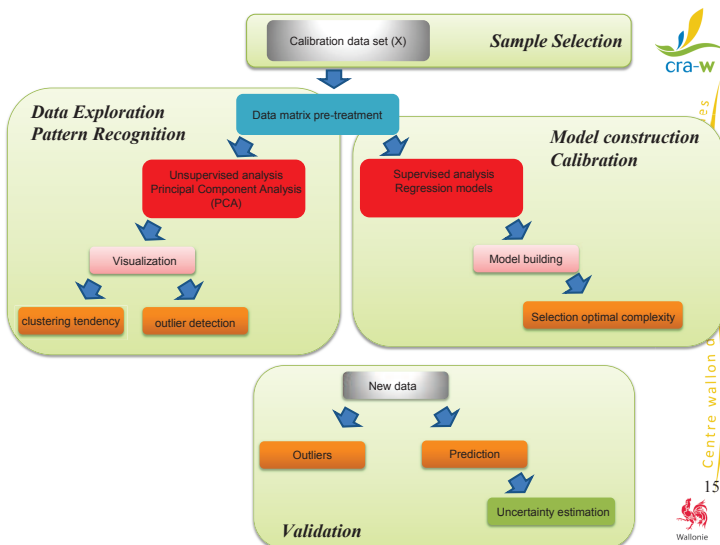 Calibration data set (X)
Sample Selection
cra-w
Data Exploration
Pattern Recognition
Data matrix pre-treatment
Model construction
Calibration
Unsupervised analysis
Principal Component Analysis
(PCA)
Supervised analysis
Regression models
Visualization
Model building
clustering tendency
outlier detection
Selection optimal complexity
New data
Outliers
Prediction
Uncertainty estimation
Validation
Centre wallon
15
Wallonie